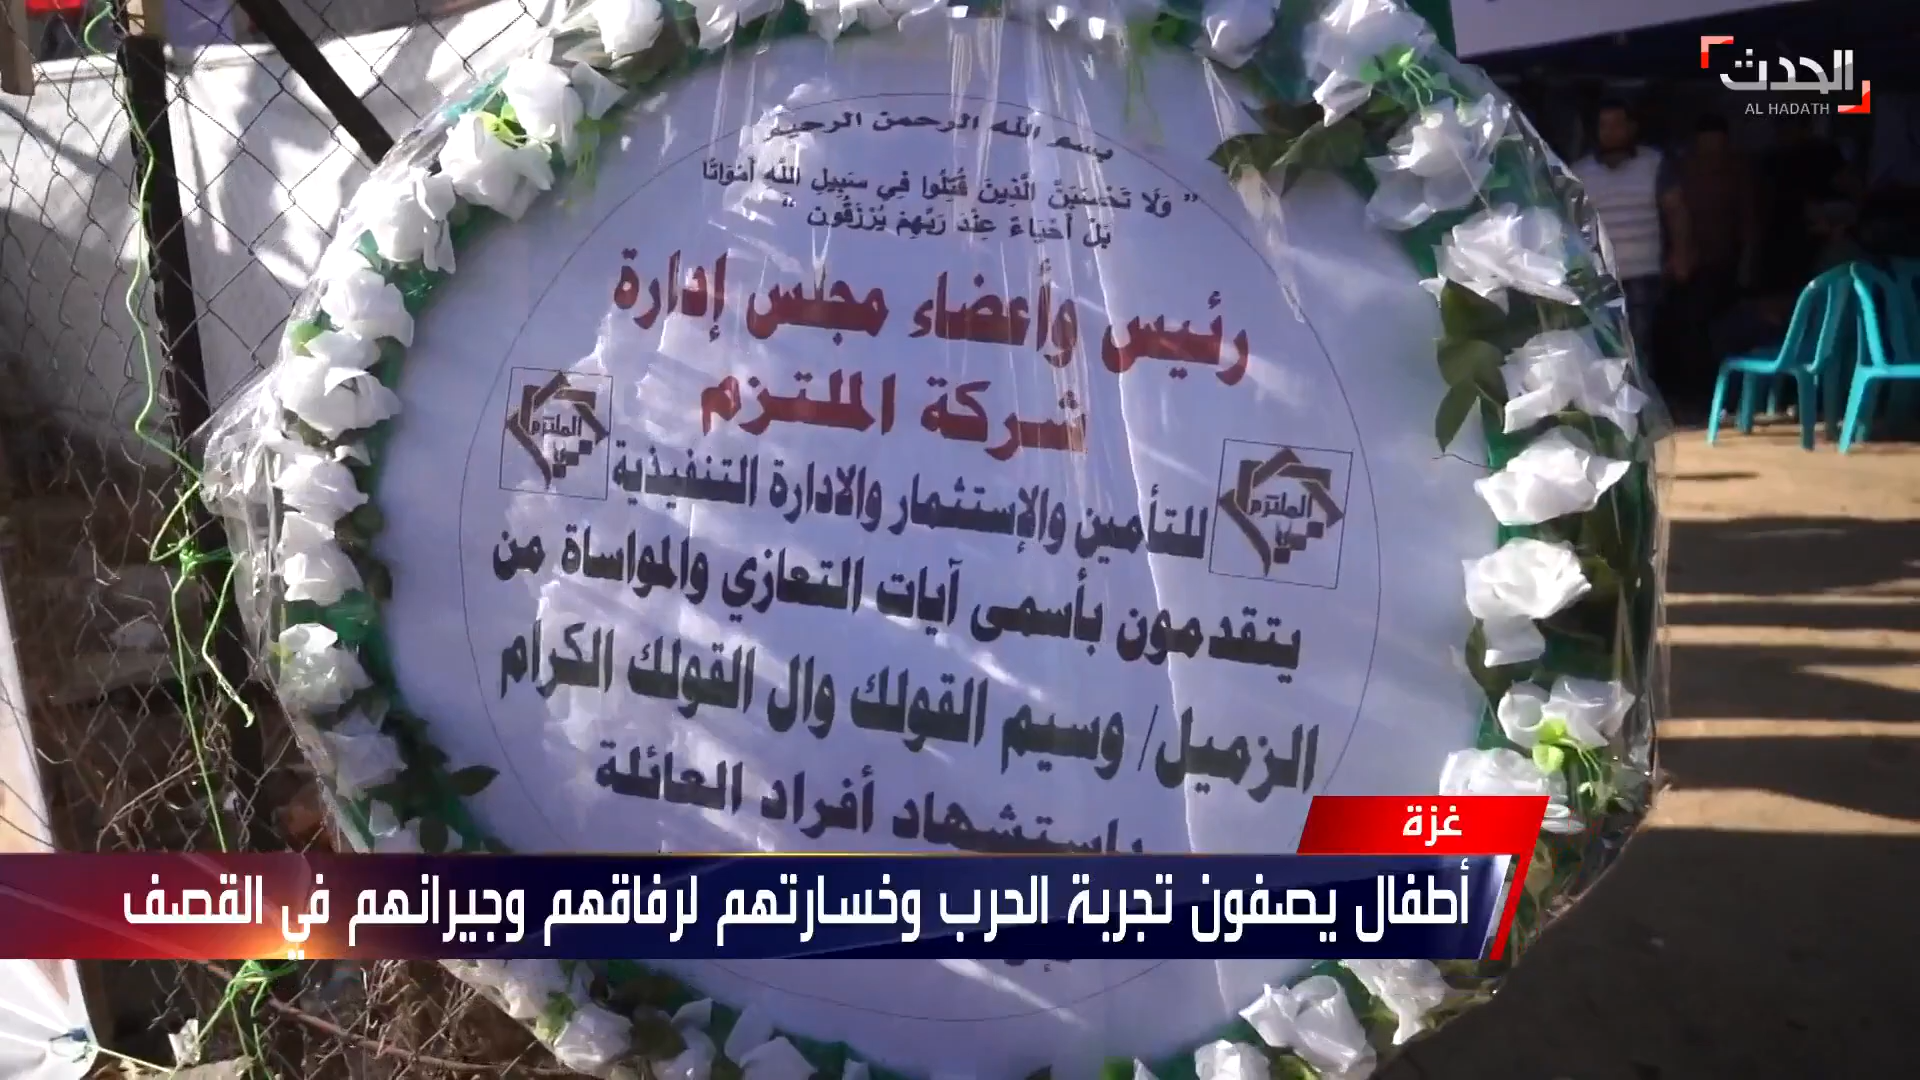 الحدث
AL HADATH
بسم الله الرحمن الرحيم
" وَلَا تَحْسَبَنَّ الَّذِينَ قُتِلُوا فِي سَبِيلِ اللَّهِ أَمْوَاتًا
بَلْ أَحْيَاءٌ عِنْدَ رَبِّهِمْ يُرْزَقُون "
رئيس وأعضاء مجلس إدارة
شركة الملتزم
الملتزم
الملتزم
للتأمين والإستثمار والادارة التنفيذية
يتقدمون بأسمى آيات التعازي والمواساة من
الزميل/ وسيم القولك وال القولك الكرام
باستشهاد أفراد العائلة
غزة
أطفال يصفون تجربة الحرب وخسارتهم لرفاقهم وجيرانهم في القصف